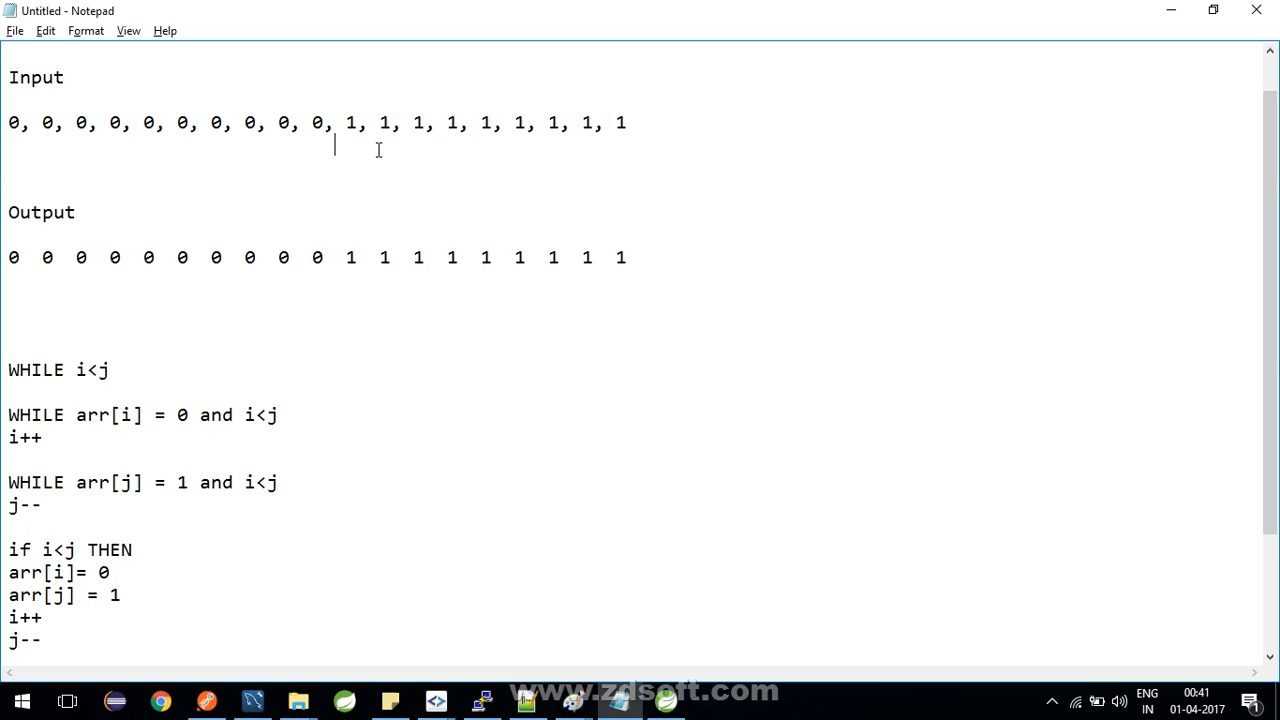 Untitled - Notepad
File Edit Format View Help
Input
0, 0, 0, 0, 0, 0, 0, 0, 0, 0, 1, 1, 1, 1, 1, 1, 1, 1, 1
Output
0 0 0 0 0 0 0 0 0 0 1 1 1 1 1 1 1 1 1
WHILE i<j
WHILE arr[i] = 0 and i<j
i++
WHILE arr[j] = 1 and i<j
j--
if i<j THEN
arr[i]= 0
arr[j] = 1
i++
j--
www.zdsoft.com
ENG 00:41
IN 01-04-2017
1